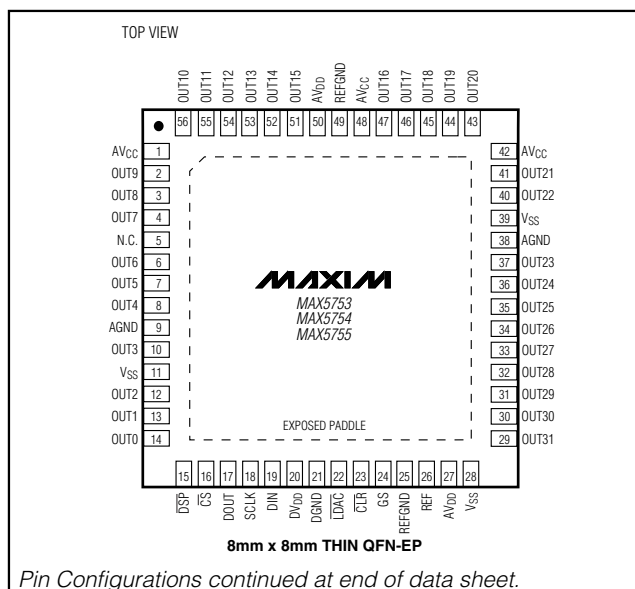 TOP VIEW
OUT10 OUT11 OUT12 OUT13 OUT14 OUT15 AVDD REFGND AVCC OUT16 OUT17 OUT18 OUT19 OUT20
56 55 54 53 52 51 50 49 48 47 46 45 44 43
AVCC 1 42 AVCC
OUT9 2 41 OUT21
OUT8 3 40 OUT22
OUT7 4 39 VSS
N.C. 5 38 AGND
OUT6 6 37 OUT23
OUT5 7 36 OUT24
OUT4 8 35 OUT25
AGND 9 34 OUT26
OUT3 10 33 OUT27
VSS 11 32 OUT28
OUT2 12 31 OUT29
OUT1 13 30 OUT30
OUT0 14 29 OUT31
MAXIM
MAX5753
MAX5754
MAX5755
EXPOSED PADDLE
15 16 17 18 19 20 21 22 23 24 25 26 27 28
DSP CS DOUT SCLK DIN DVDD DGND LDAC CLR GS REFGND REF AVDD VSS
8mm x 8mm THIN QFN-EP
Pin Configurations continued at end of data sheet.